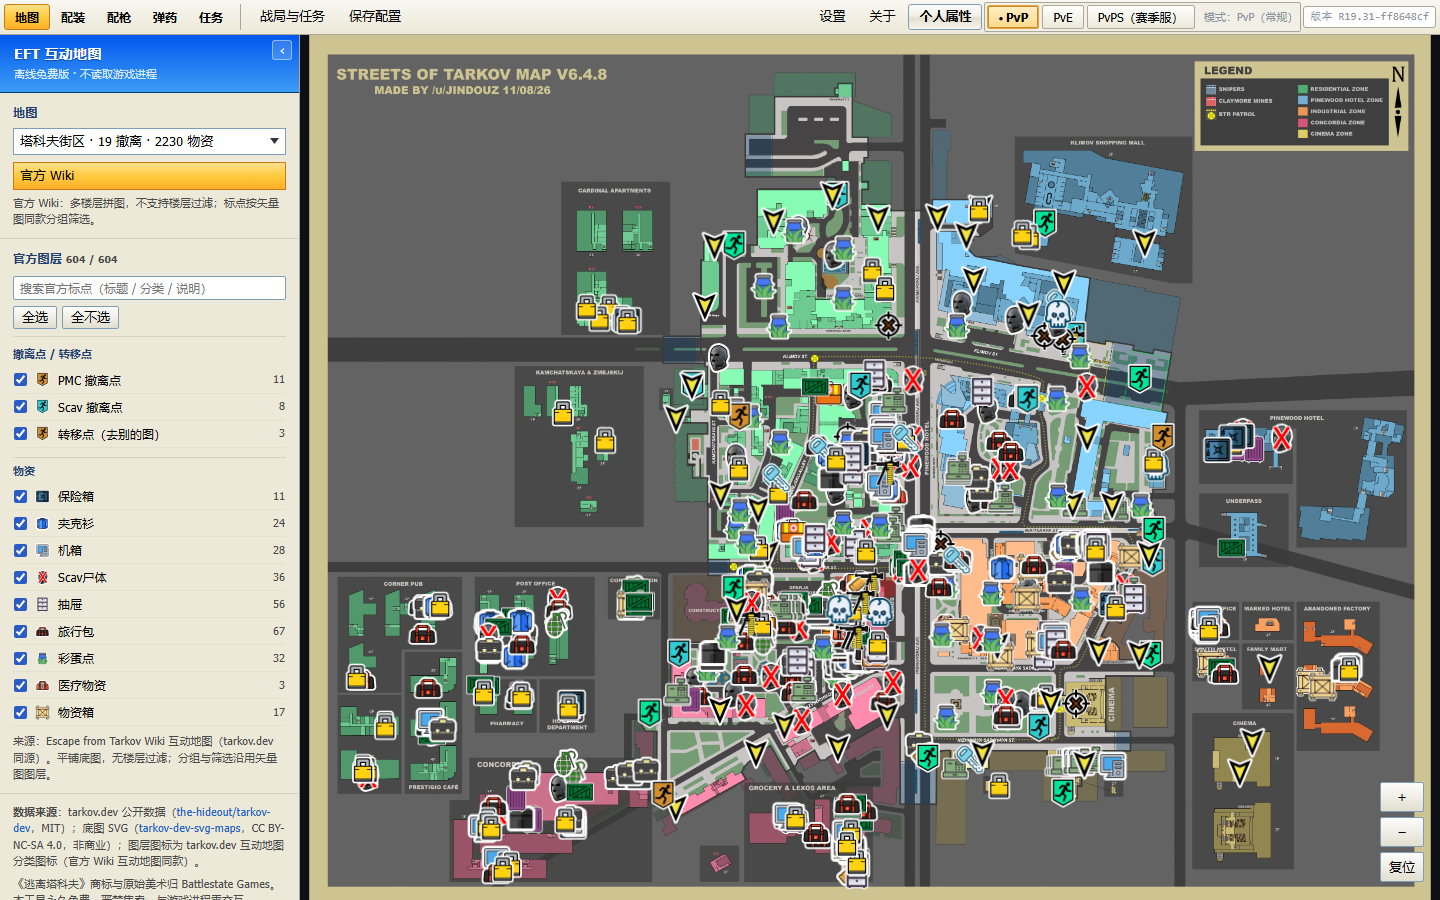 地图
配装
配枪
弹药
任务
战局与任务
保存配置
设置
关于
个人属性
• PvP
PvE
PvPS（赛季服）
模式：PvP（常规）
版本 R19.31-ff8648cf
EFT 互动地图
离线免费版 · 不读取游戏进程
地图
塔科夫街区 · 19 撤离 · 2230 物资
官方 Wiki
官方 Wiki：多楼层拼图，不支持楼层过滤；标点按矢量
图同款分组筛选。
官方图层 604 / 604
搜索官方标点（标题 / 分类 / 说明）
全选
全不选
撤离点 / 转移点
PMC 撤离点 11
Scav 撤离点 8
转移点（去别的图） 3
物资
保险箱 11
夹克衫 24
机箱 28
Scav尸体 36
抽屉 56
旅行包 67
彩蛋点 32
医疗物资 3
物资箱 17
来源：Escape from Tarkov Wiki 互动地图（tarkov.dev
同源）。平铺底图，无楼层过滤；分组与筛选沿用矢量
图图层。
数据来源：tarkov.dev 公开数据（the-hideout/tarkov-
dev，MIT）；底图 SVG（tarkov-dev-svg-maps，CC BY-
NC-SA 4.0，非商业）；图层图标为 tarkov.dev 互动地图
分类图标（官方 Wiki 互动地图同款）。
《逃离塔科夫》商标与原始美术归 Battlestate Games。
STREETS OF TARKOV MAP V6.4.8
MADE BY /u/JINDOUZ 11/08/26
LEGEND
N
SNIPERS
CLAYMORE MINES
BTR PATROL
RESIDENTIAL ZONE
PINEWOOD HOTEL ZONE
INDUSTRIAL ZONE
CONCORDIA ZONE
CINEMA ZONE
KLIMOV SHOPPING MALL
CARDINAL APARTMENTS
KLIMOV ST.
KLIMOV ST.
KAMCHATSKAYA & ZMEJSKIJ
PINEWOOD HOTEL
PINEWOOD HOTEL
UNDERPASS
CORNER PUB
POST OFFICE
SPARJA
MARKED HOTEL
ABANDONED FACTORY
FAMILY MART
PHARMACY
DEPARTMENT
CINEMA
CINEMA
PRESTIGIO CAFÉ
GROCERY & LEXOS AREA
+
−
复位